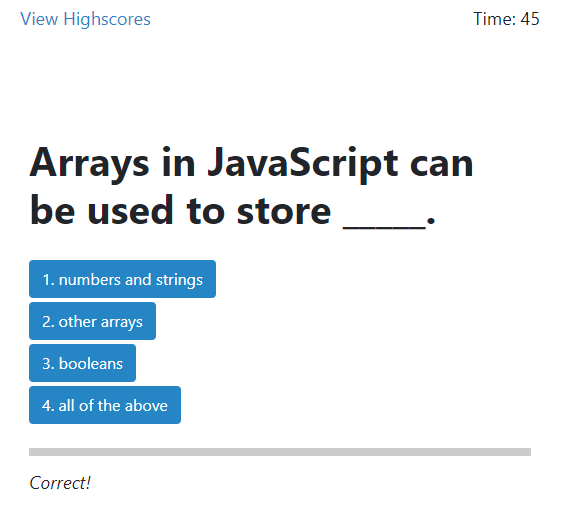 View Highscores
Time: 45
Arrays in JavaScript can
be used to store _____.
1. numbers and strings
2. other arrays
3. booleans
4. all of the above
Correct!